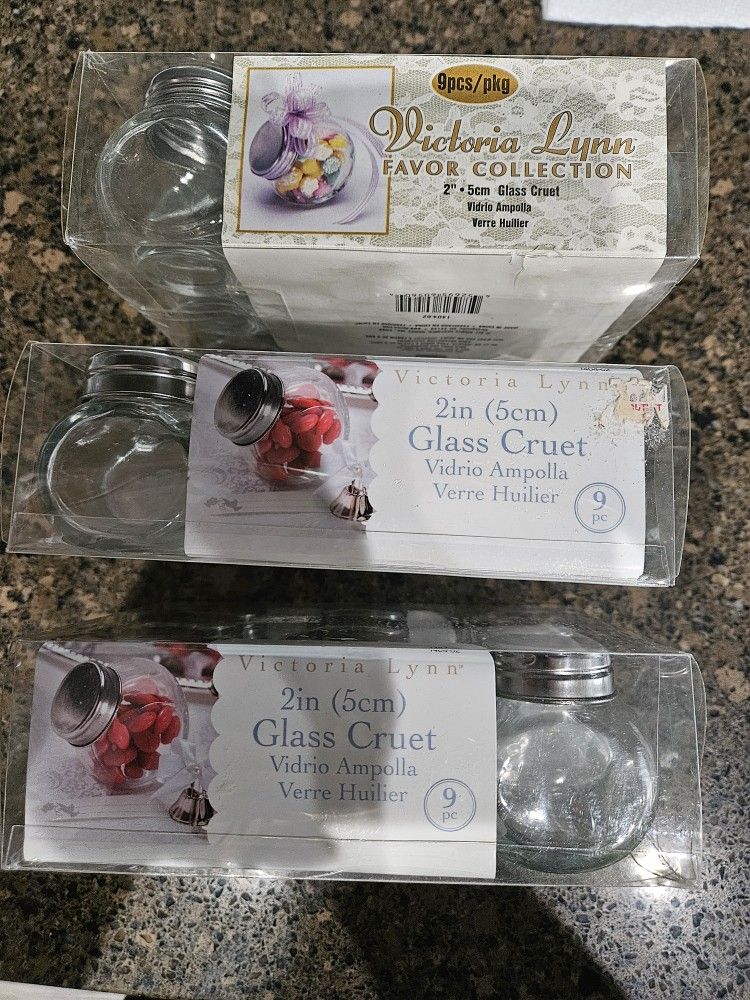 9pcs/pkg
Victoria Lynn
FAVOR COLLECTION
2" • 5cm Glass Cruet
Vidrio Ampolla
Verre Huilier
1404.62
Victoria Lynn
2in (5cm)
Glass Cruet
Vidrio Ampolla
Verre Huilier
9
pc
Victoria Lynn
2in (5cm)
Glass Cruet
Vidrio Ampolla
Verre Huilier
9
pc